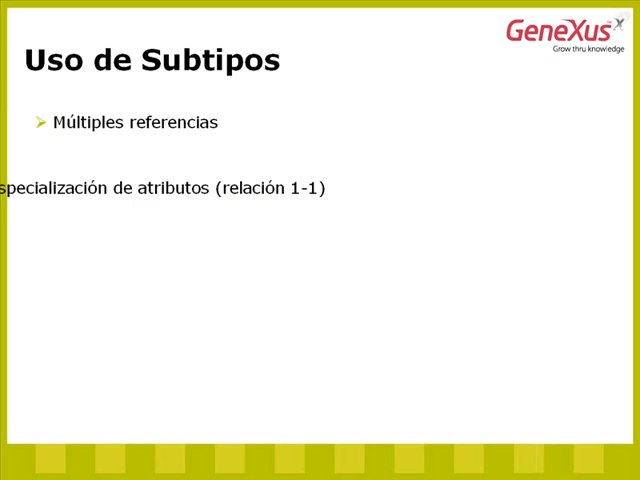 GeneXus X
Grow thru knowledge
Uso de Subtipos
Múltiples referencias
specialización de atributos (relación 1-1)